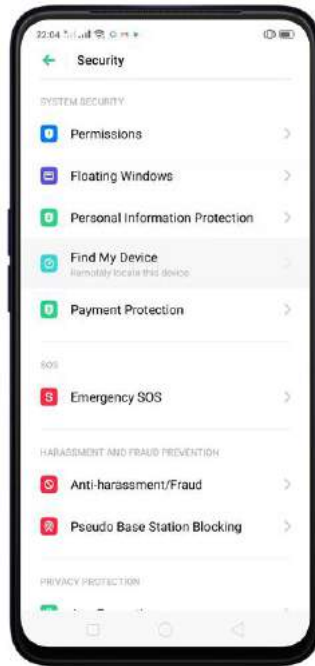 22:04
Security
SYSTEM SECURITY
Permissions
Floating Windows
Personal Information Protection
Find My Device
Remotely locate this device
Payment Protection
SOS
Emergency SOS
HARASSMENT AND FRAUD PREVENTION
Anti-harassment/Fraud
Pseudo Base Station Blocking
PRIVACY PROTECTION